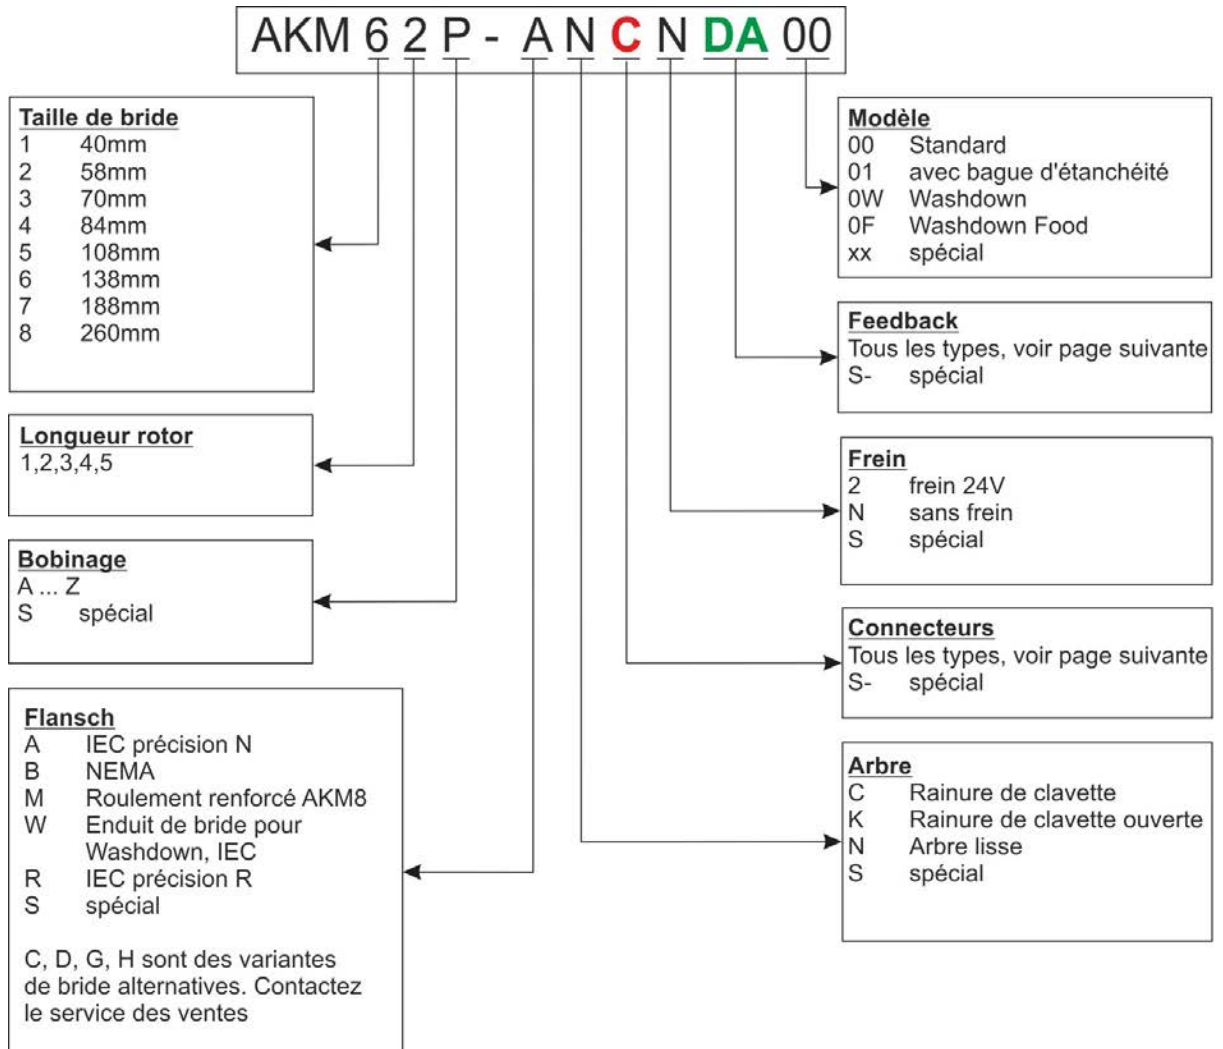 AKM 6 2 P - A N C N DA 00
Taille de bride
1 40mm
2 58mm
3 70mm
4 84mm
5 108mm
6 138mm
7 188mm
8 260mm
Longueur rotor
1,2,3,4,5
Bobinage
A ... Z
S spécial
Flansch
A IEC précision N
B NEMA
M Roulement renforcé AKM8
W Enduit de bride pour
Washdown, IEC
R IEC précision R
S spécial
C, D, G, H sont des variantes
de bride alternatives. Contactez
le service des ventes
Modèle
00 Standard
01 avec bague d'étanchéité
0W Washdown
0F Washdown Food
xx spécial
Feedback
Tous les types, voir page suivante
S- spécial
Frein
2 frein 24V
N sans frein
S spécial
Connecteurs
Tous les types, voir page suivante
S- spécial
Arbre
C Rainure de clavette
K Rainure de clavette ouverte
N Arbre lisse
S spécial